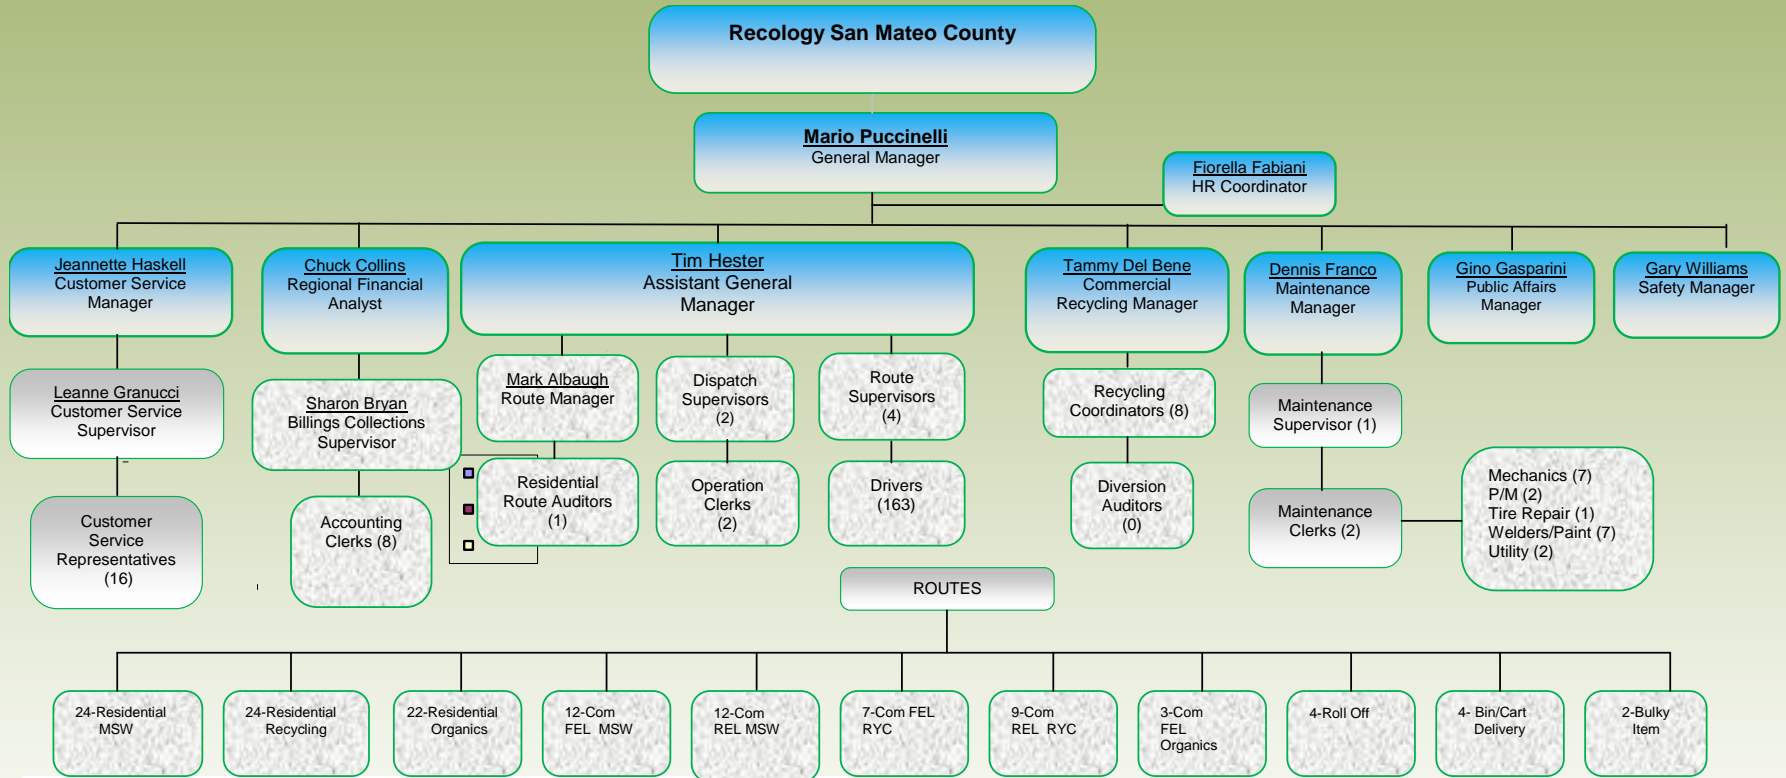 Recology San Mateo County
Mario Puccinelli
General Manager
Fiorella Fabiani
HR Coordinator
Jeannette Haskell
Customer Service
Manager
Chuck Collins
Regional Financial
Analyst
Tim Hester
Assistant General
Manager
Tammy Del Bene
Commercial
Recycling Manager
Dennis Franco
Maintenance
Manager
Gino Gasparini
Public Affairs
Manager
Gary Williams
Safety Manager
Leanne Granucci
Customer Service
Supervisor
Sharon Bryan
Billings Collections
Supervisor
Mark Albaugh
Route Manager
Dispatch
Supervisors
(2)
Route
Supervisors
(4)
Recycling
Coordinators (8)
Maintenance
Supervisor (1)
Customer
Service
Representatives
(16)
Accounting
Clerks (8)
Residential
Route Auditors
(1)
Operation
Clerks
(2)
Drivers
(163)
Diversion
Auditors
(0)
Maintenance
Clerks (2)
Mechanics (7)
P/M (2)
Tire Repair (1)
Welders/Paint (7)
Utility (2)
ROUTES
24-Residential
MSW
24-Residential
Recycling
22-Residential
Organics
12-Com
FEL MSW
12-Com
REL MSW
7-Com FEL
RYC
9-Com
REL RYC
3-Com
FEL
Organics
4-Roll Off
4- Bin/Cart
Delivery
2-Bulky
Item